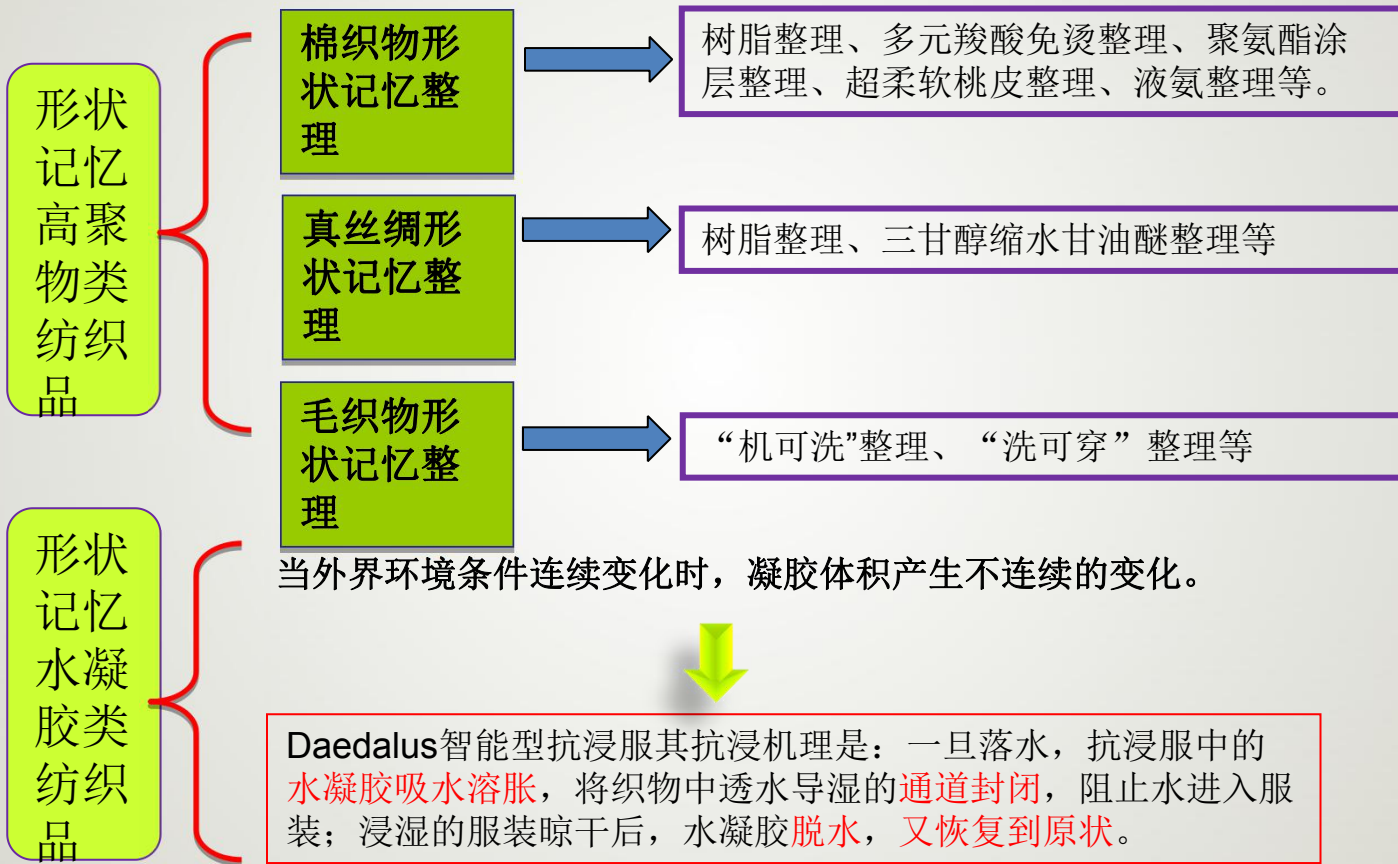 形状
记忆
高聚
物类
纺织
品
棉织物形
状记忆整
理
树脂整理、多元羧酸免烫整理、聚氨酯涂
层整理、超柔软桃皮整理、液氨整理等。
真丝绸形
状记忆整
理
树脂整理、三甘醇缩水甘油醚整理等
毛织物形
状记忆整
理
“机可洗”整理、“洗可穿”整理等
形状
记忆
水凝
胶类
纺织
品
当外界环境条件连续变化时，凝胶体积产生不连续的变化。
Daedalus智能型抗浸服其抗浸机理是：一旦落水，抗浸服中的
水凝胶吸水溶胀，将织物中透水导湿的通道封闭，阻止水进入服
装；浸湿的服装晾干后，水凝胶脱水，又恢复到原状。